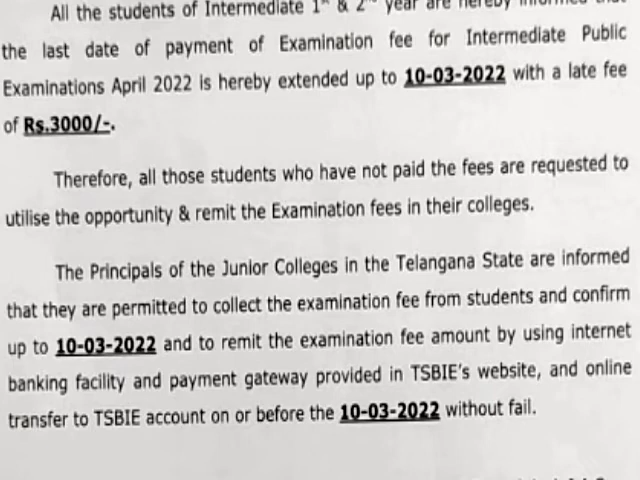 All the students of Intermediate 1st & 2nd year are hereby informed that
the last date of payment of Examination fee for Intermediate Public
Examinations April 2022 is hereby extended up to 10-03-2022 with a late fee
of Rs.3000/-.
Therefore, all those students who have not paid the fees are requested to
utilise the opportunity & remit the Examination fees in their colleges.
The Principals of the Junior Colleges in the Telangana State are informed
that they are permitted to collect the examination fee from students and confirm
up to 10-03-2022 and to remit the examination fee amount by using internet
banking facility and payment gateway provided in TSBIE's website, and online
transfer to TSBIE account on or before the 10-03-2022 without fail.